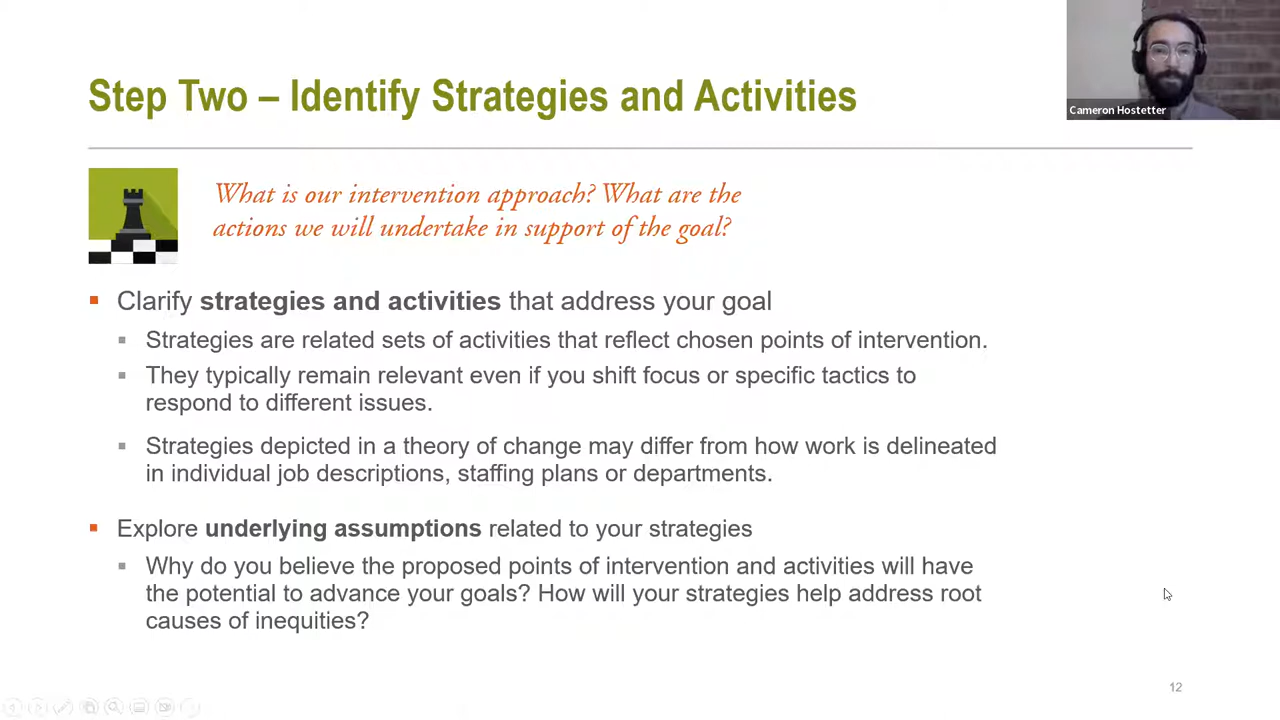 Step Two – Identify Strategies and Activities
Cameron Hostetter
What is our intervention approach? What are the
actions we will undertake in support of the goal?
Clarify strategies and activities that address your goal
Strategies are related sets of activities that reflect chosen points of intervention.
They typically remain relevant even if you shift focus or specific tactics to
respond to different issues.
Strategies depicted in a theory of change may differ from how work is delineated
in individual job descriptions, staffing plans or departments.
Explore underlying assumptions related to your strategies
Why do you believe the proposed points of intervention and activities will have
the potential to advance your goals? How will your strategies help address root
causes of inequities?
12